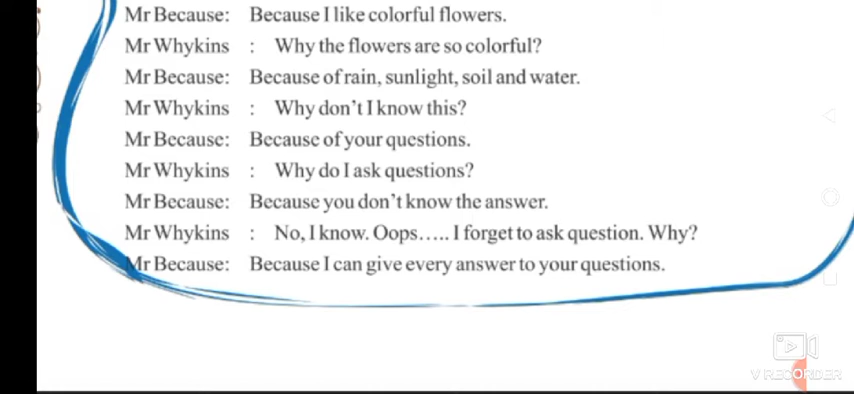 Mr Because: Because I like colorful flowers.
Mr Whykins : Why the flowers are so colorful?
Mr Because: Because of rain, sunlight, soil and water.
Mr Whykins : Why don't I know this?
Mr Because: Because of your questions.
Mr Whykins : Why do I ask questions?
Mr Because: Because you don't know the answer.
Mr Whykins : No, I know. Oops..... I forget to ask question. Why?
Mr Because: Because I can give every answer to your questions.
V RECORDER